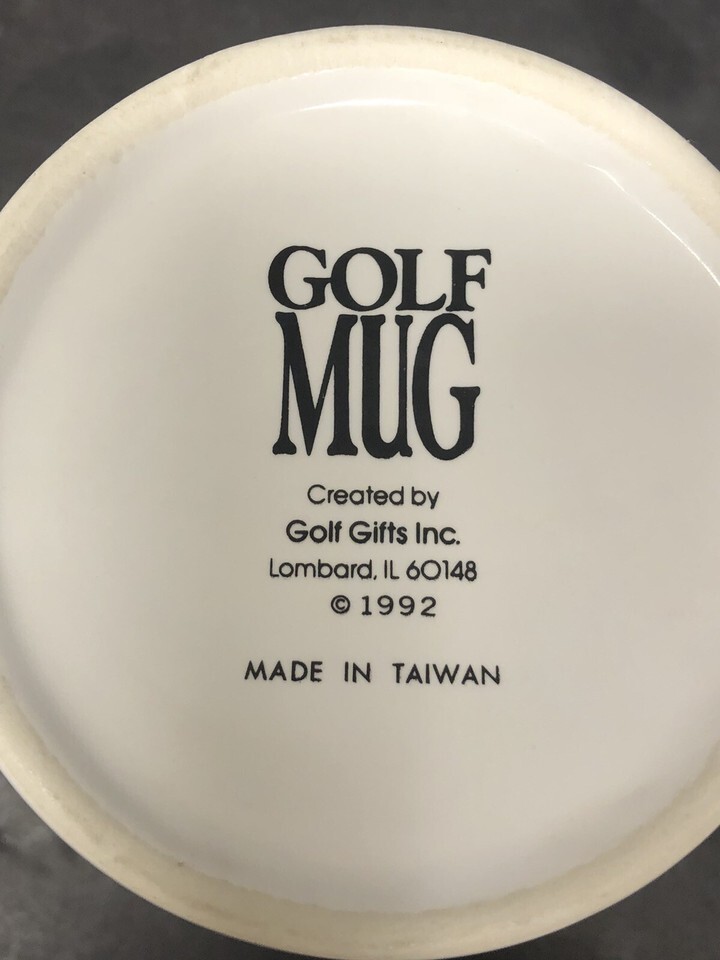 GOLF
MUG
Created by
Golf Gifts Inc.
Lombard, IL 60148
© 1992
MADE IN TAIWAN